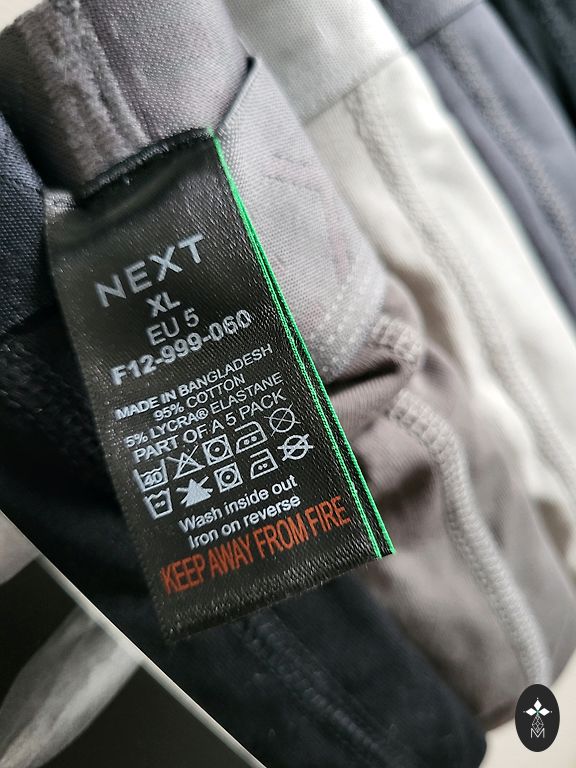 NEXT
XL
EU 5
F12-999-060
MADE IN BANGLADESH
95% COTTON
5% LYCRA® ELASTANE
PART OF A 5 PACK
40
Wash inside out
Iron on reverse
KEEP AWAY FROM FIRE
M